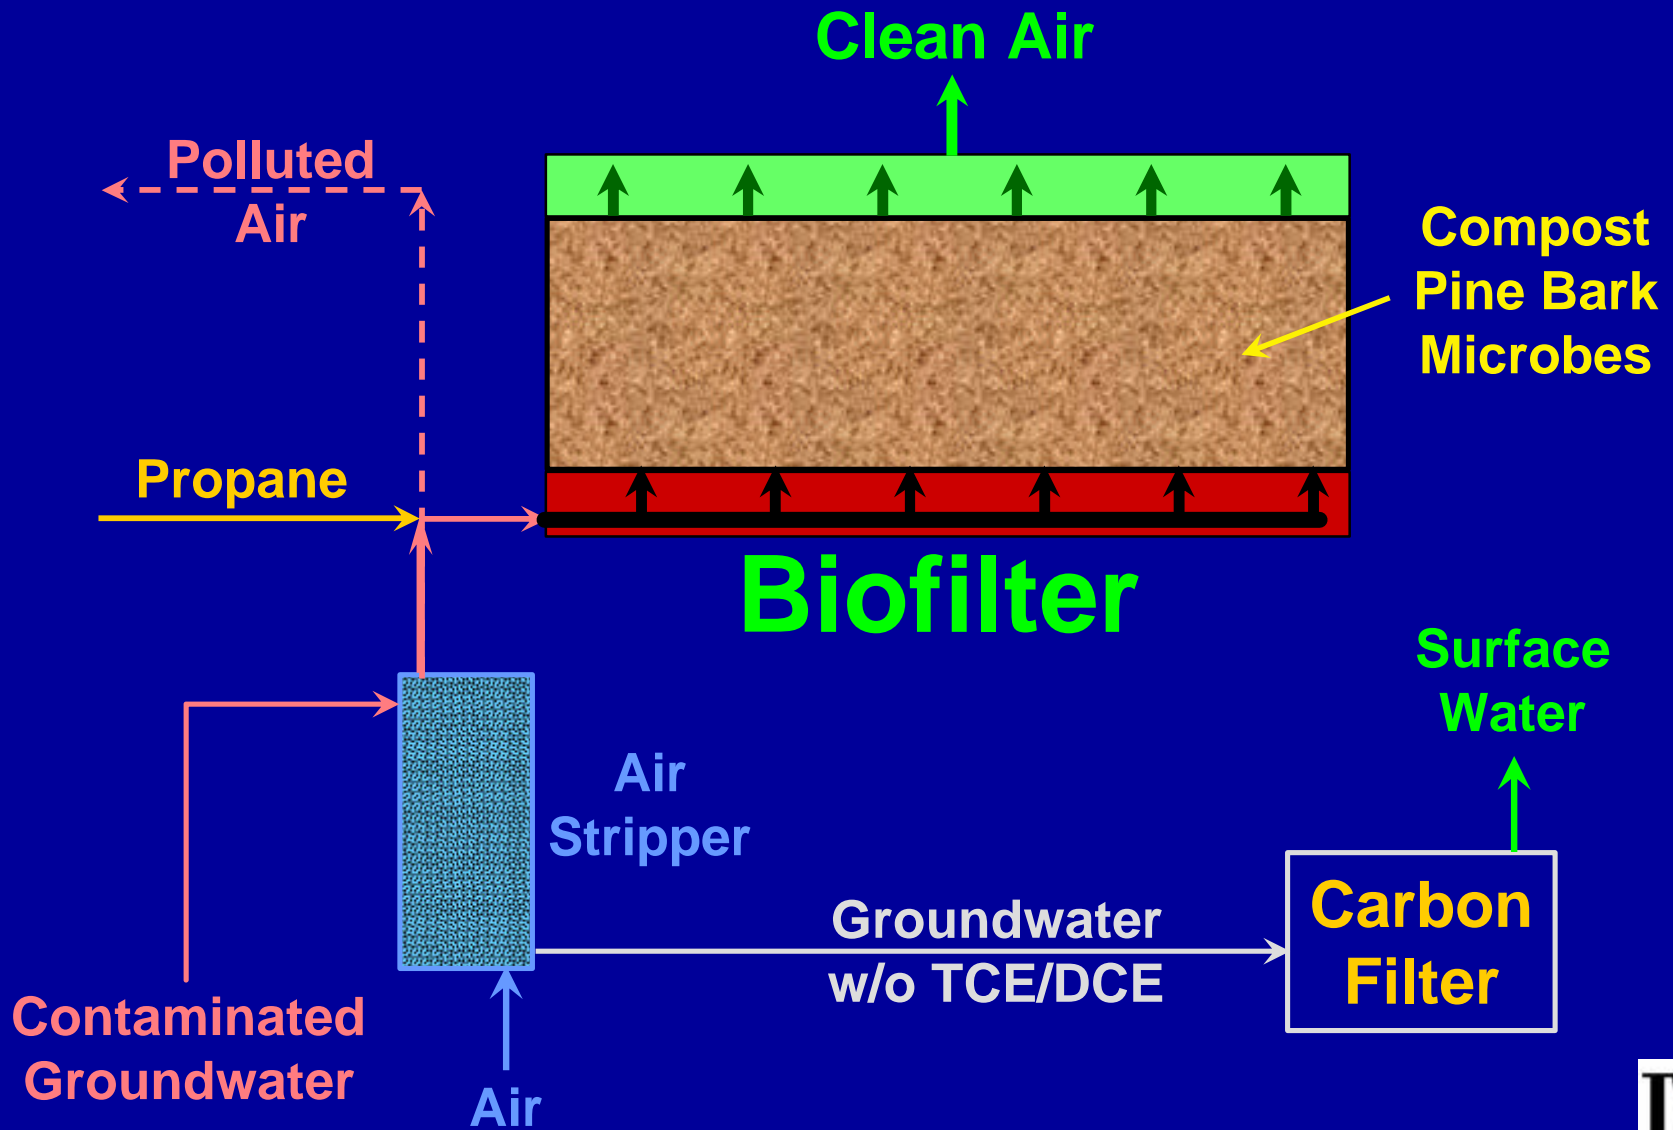 Clean Air
Polluted
Air
Compost
Pine Bark
Microbes
Propane
Biofilter
Surface
Water
Air
Stripper
Carbon
Filter
Groundwater
w/o TCE/DCE
Contaminated
Groundwater
Air